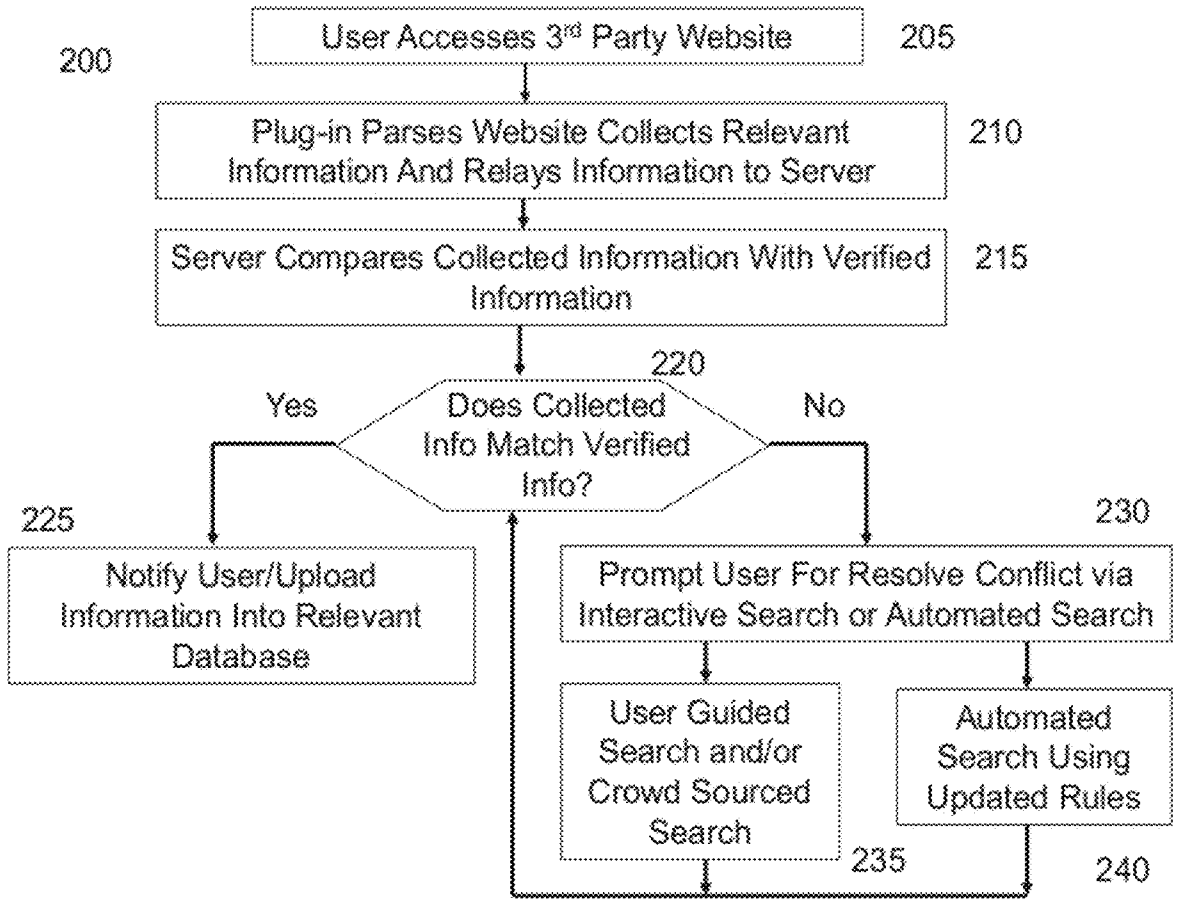 User Accesses 3rd Party Website
205
200
Plug-in Parses Website Collects Relevant
Information And Relays Information to Server
210
Server Compares Collected Information With Verified
Information
215
220
Yes
Does Collected
Info Match Verified
Info?
No
225
Notify User/Upload
Information Into Relevant
Database
230
Prompt User For Resolve Conflict via
Interactive Search or Automated Search
User Guided
Search and/or
Crowd Sourced
Search
235
Automated
Search Using
Updated Rules
240